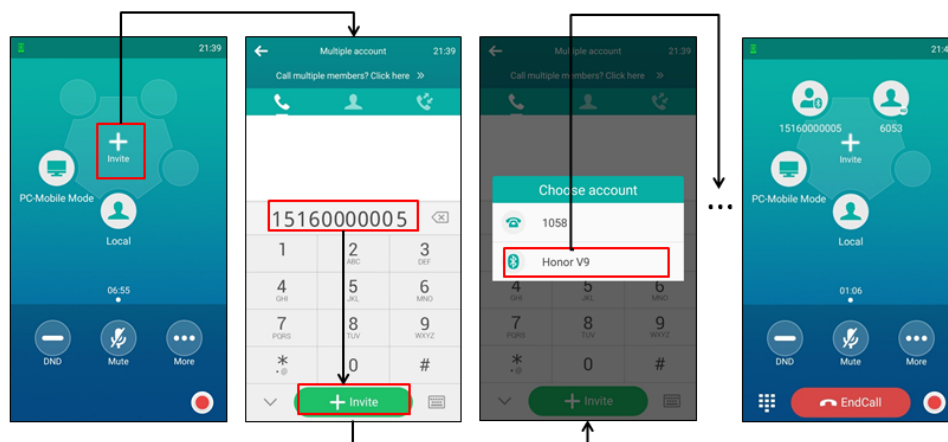 21:39
Invite
PC-Mobile Mode
Local
06:55
DND Mute More
Multiple account 21:39
Call multiple members? Click here »
15160000005
1 2 3
ABC DEF
4 5 6
GHI JKL MNO
7 8 9
PQRS TUV WXYZ
* 0 #
Invite
Multiple account 21:39
Call multiple members? Click here »
Choose account
1058
Honor V9
4 5 6
GHI JKL MNO
7 8 9
PQRS TUV WXYZ
* 0 #
Invite
...
15160000005 6053
Invite
PC-Mobile Mode
Local
01:06
DND Mute More
EndCall